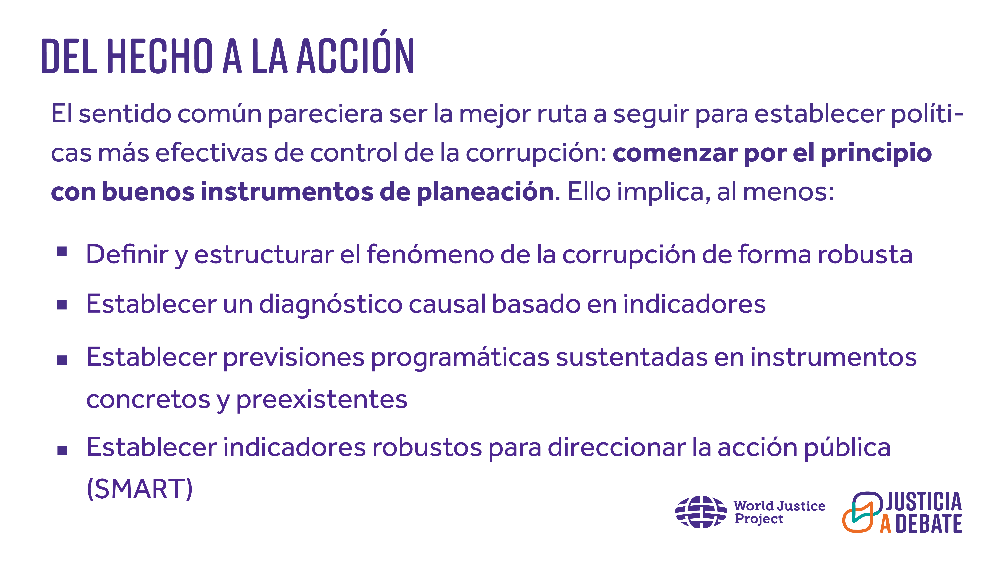 DEL HECHO A LA ACCIÓN
El sentido común pareciera ser la mejor ruta a seguir para establecer políti-
cas más efectivas de control de la corrupción: comenzar por el principio
con buenos instrumentos de planeación. Ello implica, al menos:
▪ Definir y estructurar el fenómeno de la corrupción de forma robusta
▪ Establecer un diagnóstico causal basado en indicadores
▪ Establecer previsiones programáticas sustentadas en instrumentos
concretos y preexistentes
▪ Establecer indicadores robustos para direccionar la acción pública
(SMART)
World Justice
Project
JUSTICIA
A DEBATE